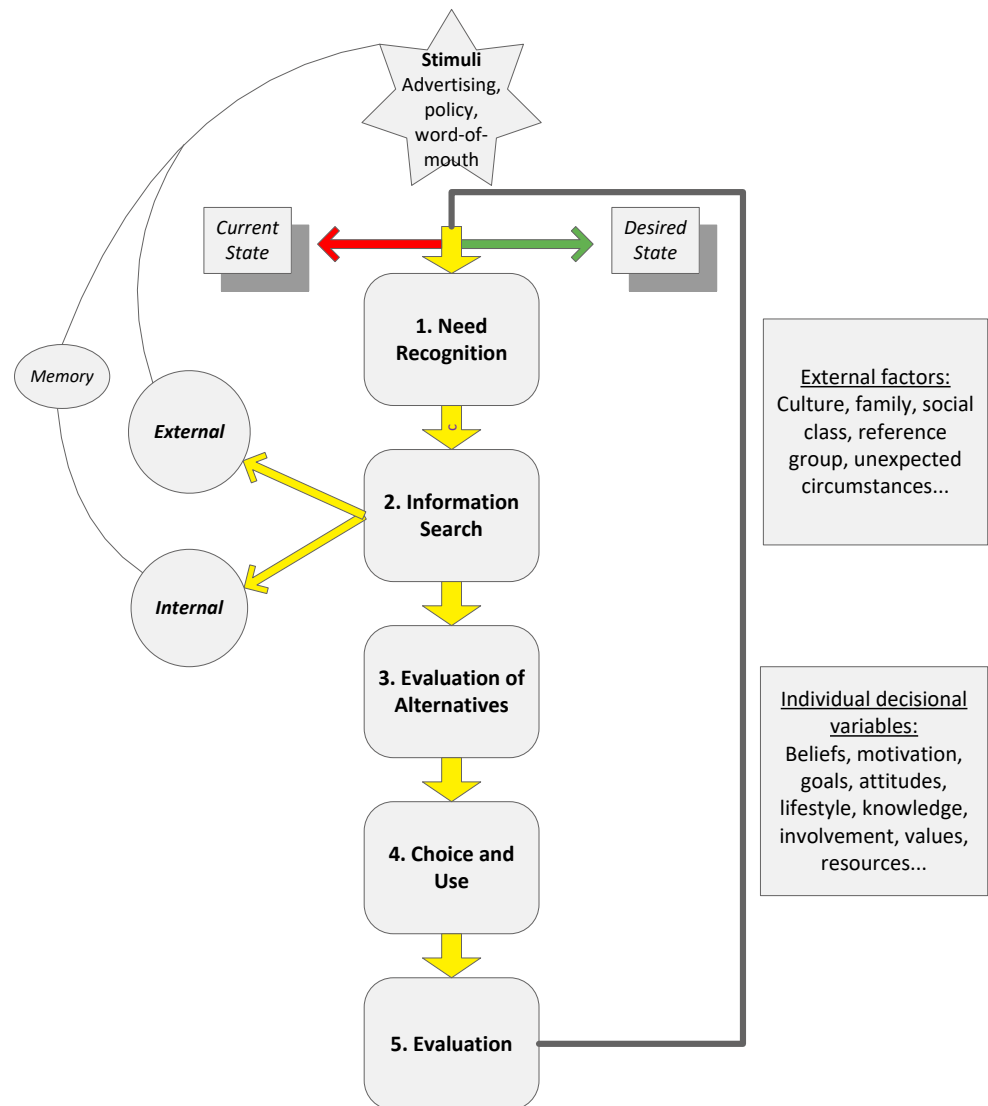 Stimuli
Advertising,
policy,
word-of-
mouth
Current
State
Desired
State
1. Need
Recognition
Memory
External
c
2. Information
Search
Internal
3. Evaluation of
Alternatives
4. Choice and
Use
5. Evaluation
External factors:
Culture, family, social
class, reference
group, unexpected
circumstances...
Individual decisional
variables:
Beliefs, motivation,
goals, attitudes,
lifestyle, knowledge,
involvement, values,
resources...